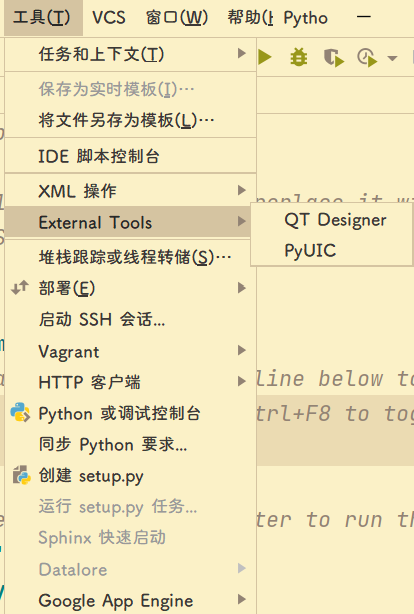 工具(T) VCS 窗口(W) 帮助(H Pytho
任务和上下文(T)
保存为实时模板(I)...
将文件另存为模板(L)...
IDE 脚本控制台
XML 操作
replace it wi
External Tools
QT Designer
堆栈跟踪或线程转储(S)...
PyUIC
部署(E)
启动 SSH 会话...
Vagrant
HTTP 客户端
line below to
Python 或调试控制台
trl+F8 to tog
同步 Python 要求...
创建 setup.py
运行 setup.py 任务...
ter to run th
Sphinx 快速启动
Datalore
Google App Engine